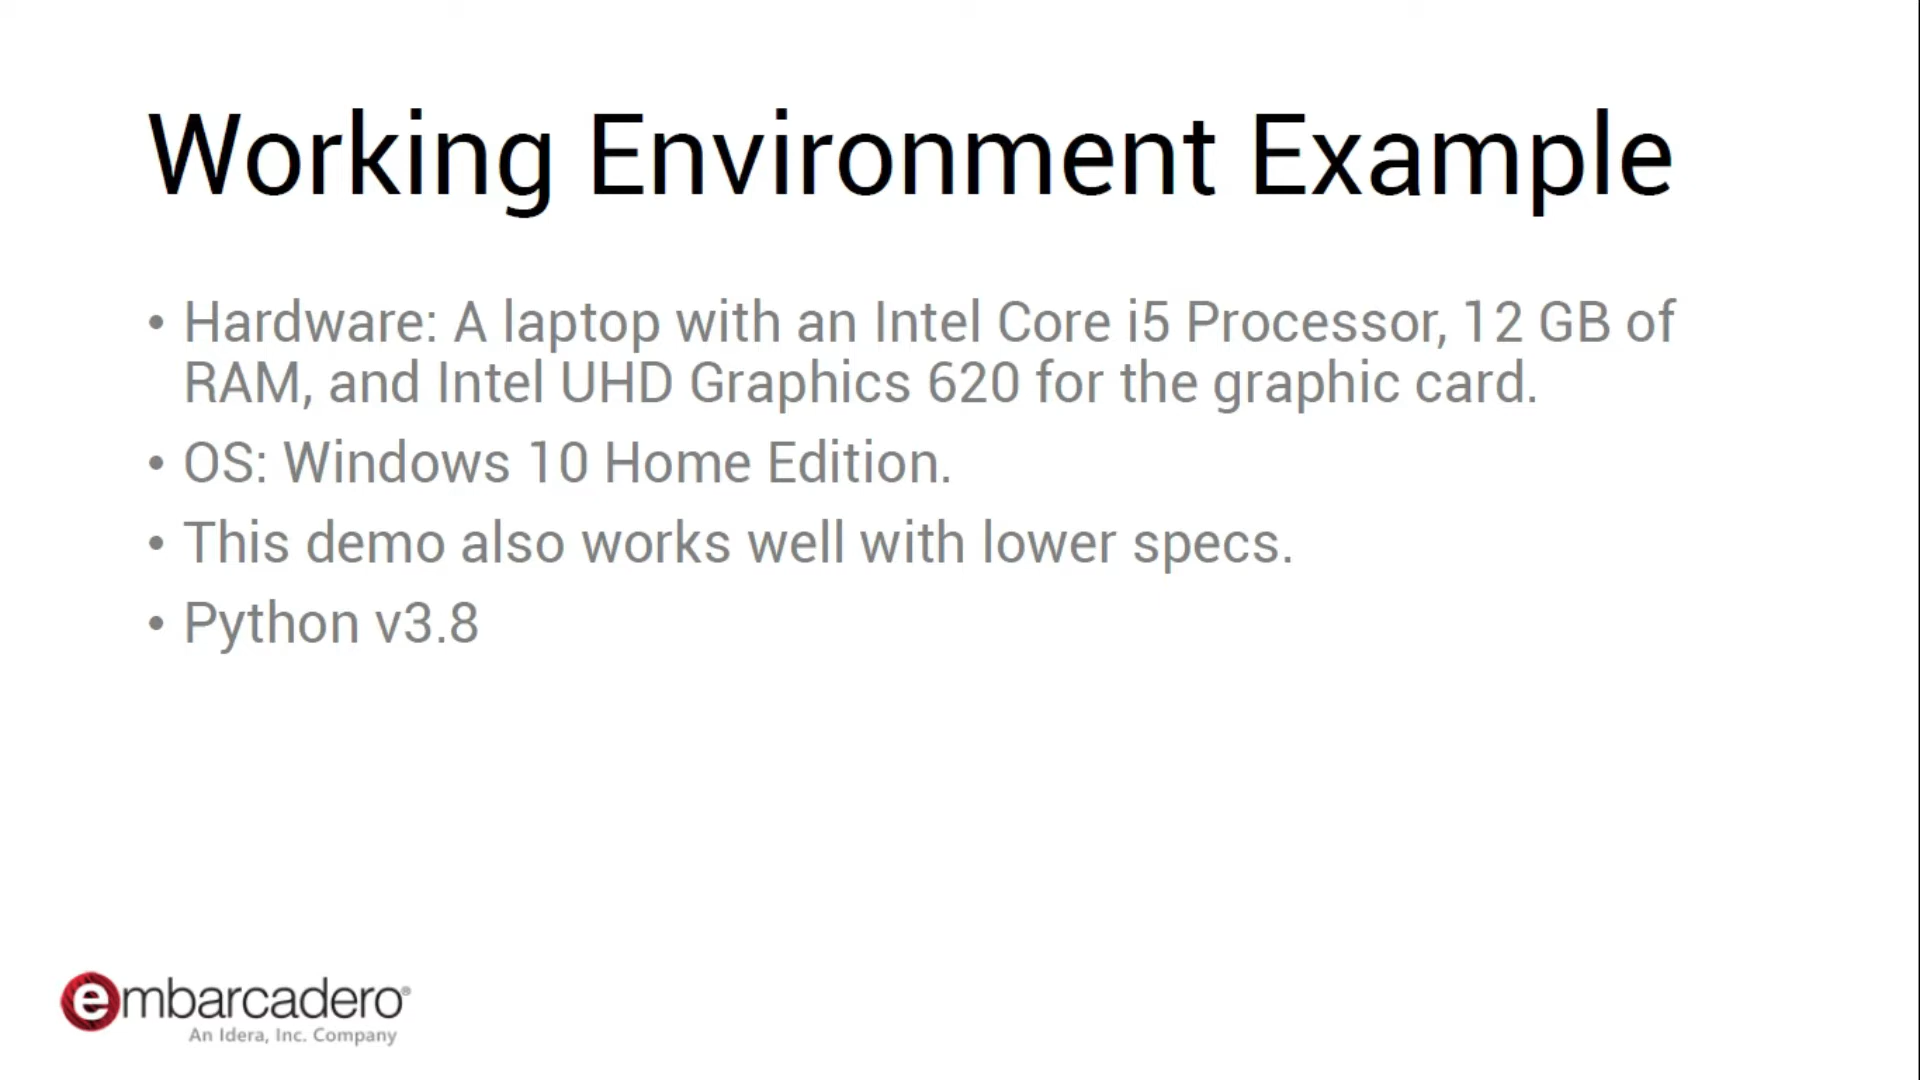 Working Environment Example
• Hardware: A laptop with an Intel Core i5 Processor, 12 GB of
RAM, and Intel UHD Graphics 620 for the graphic card.
• OS: Windows 10 Home Edition.
• This demo also works well with lower specs.
• Python v3.8
embarcadero®
An Idera, Inc. Company